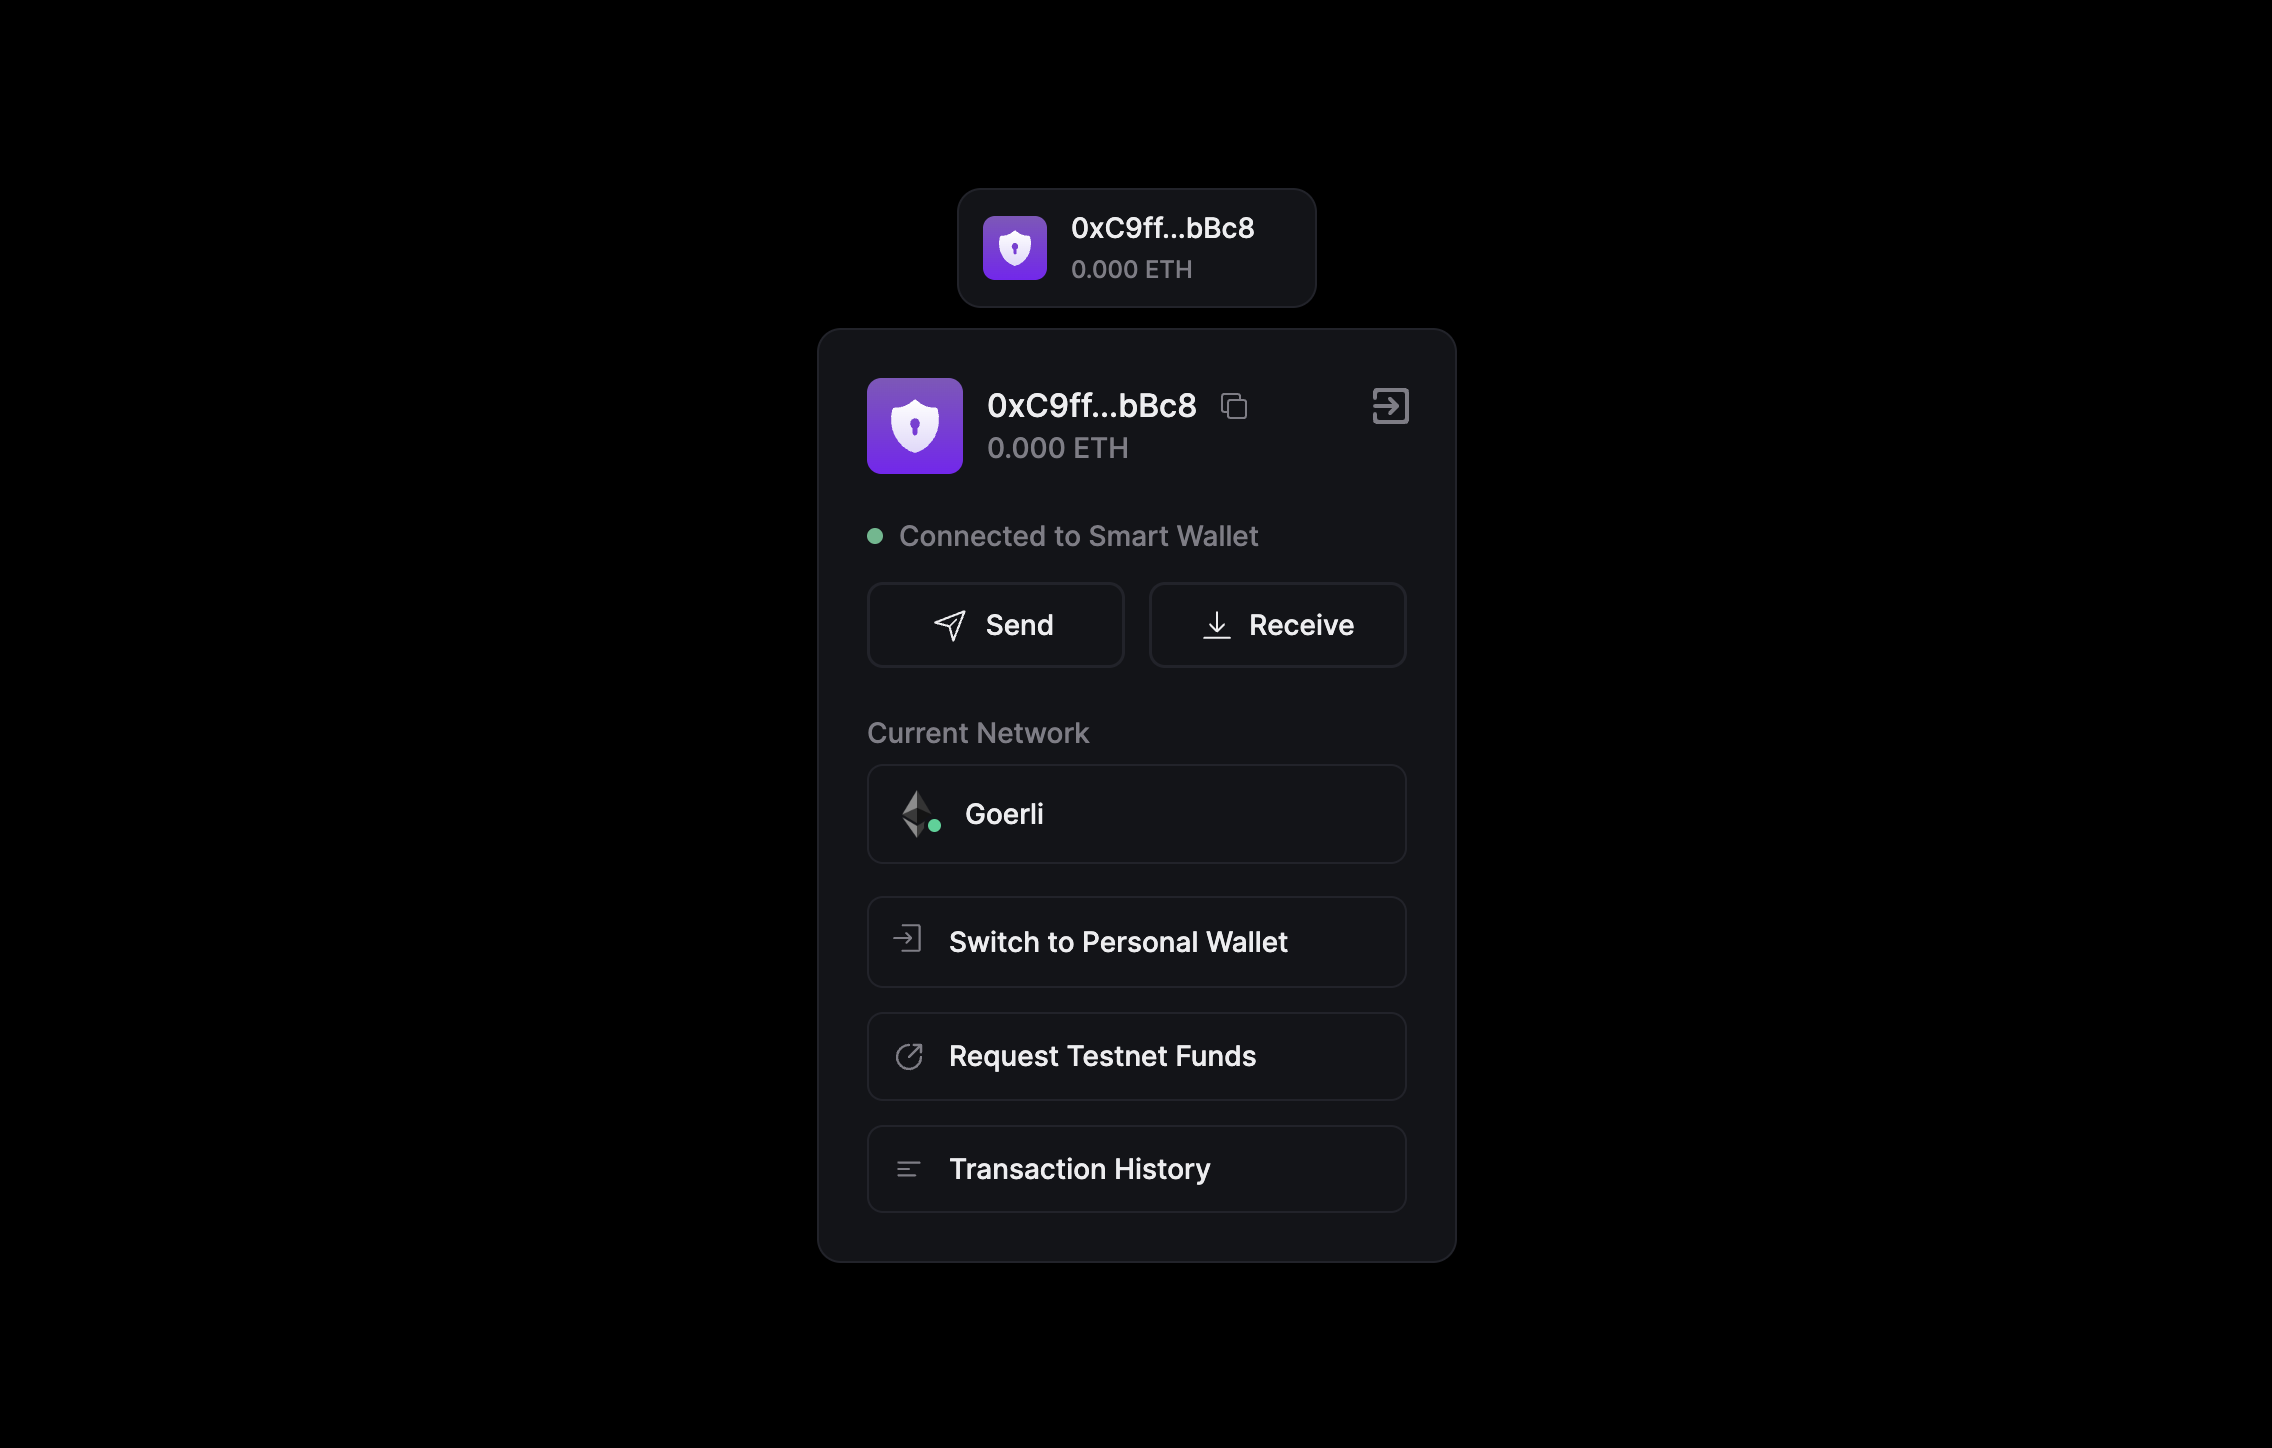 0xC9ff...bBc8
0.000 ETH
0xC9ff...bBc8
0.000 ETH
Connected to Smart Wallet
Send
Receive
Current Network
Goerli
Switch to Personal Wallet
Request Testnet Funds
Transaction History